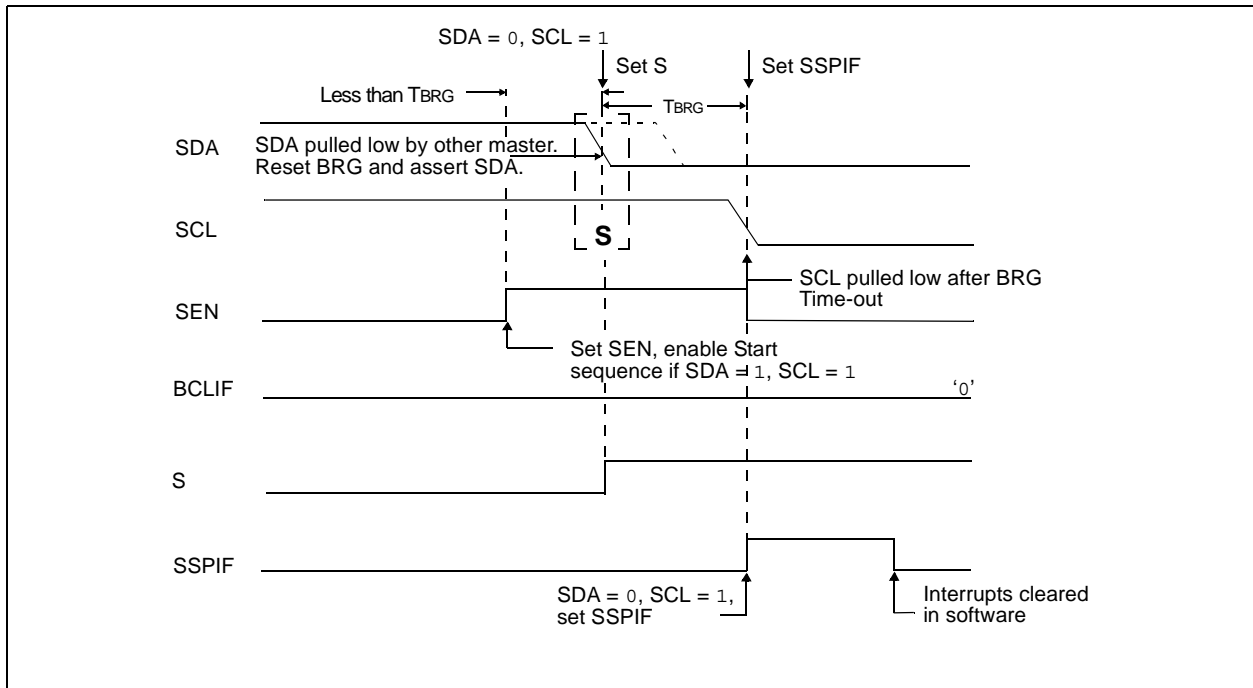 SDA = 0, SCL = 1
Set S
Set SSPIF
Less than TBRG
TBRG
SDA
SDA pulled low by other master.
Reset BRG and assert SDA.
SCL
S
SCL pulled low after BRG
Time-out
SEN
Set SEN, enable Start
sequence if SDA = 1, SCL = 1
BCLIF
‘0’
S
SSPIF
SDA = 0, SCL = 1,
set SSPIF
Interrupts cleared
in software